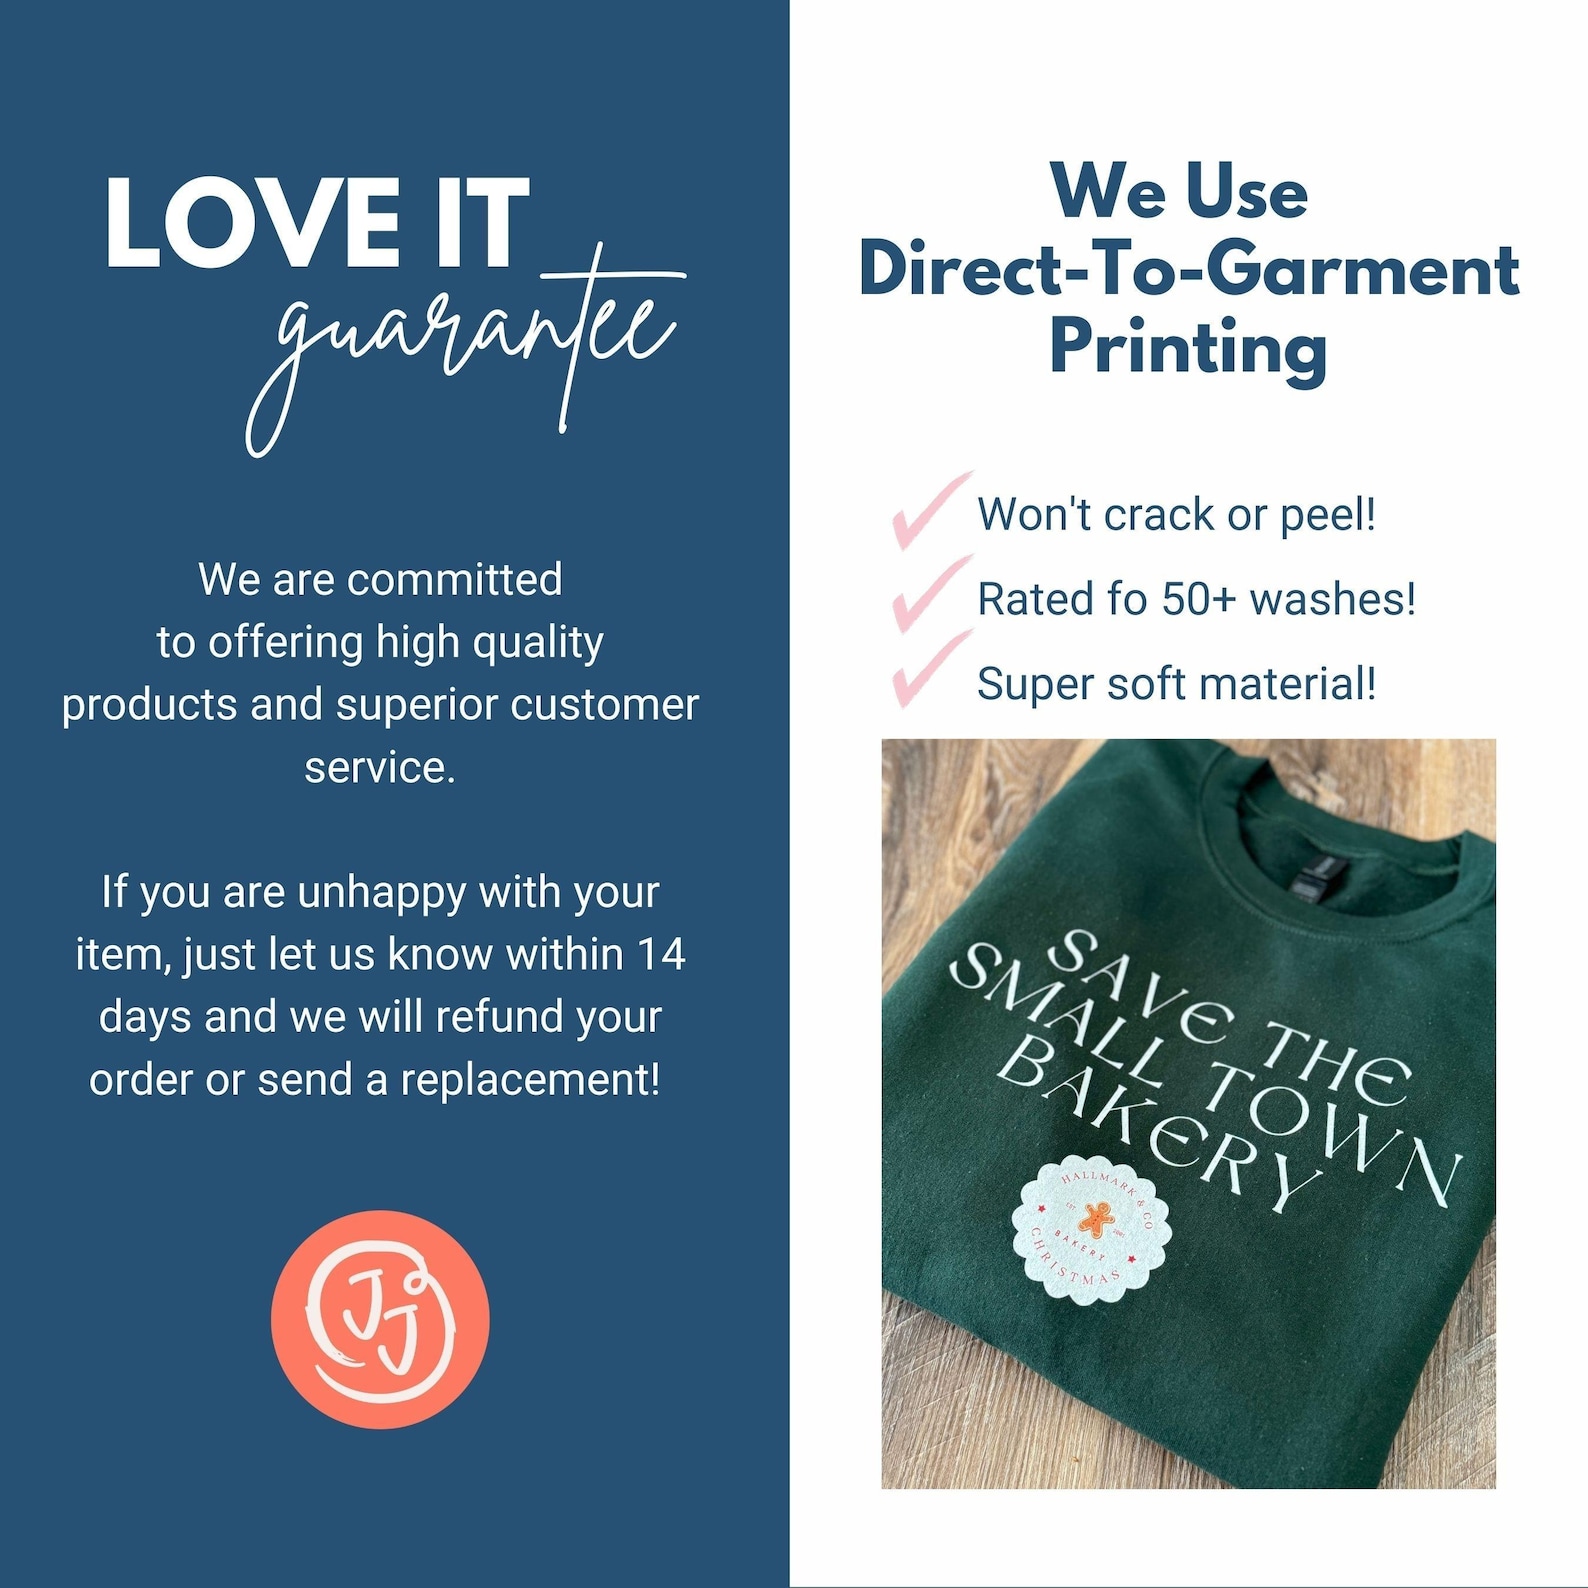 LOVE IT
guarantee
We are committed
to offering high quality
products and superior customer
service.
If you are unhappy with your
item, just let us know within 14
days and we will refund your
order or send a replacement!
JJ
We Use
Direct-To-Garment
Printing
Won't crack or peel!
Rated fo 50+ washes!
Super soft material!
SAVE THE
SMALL TOWN
BAKERY
HALLMARK & CO
EST 2001
BAKERY
CHRISTMAS